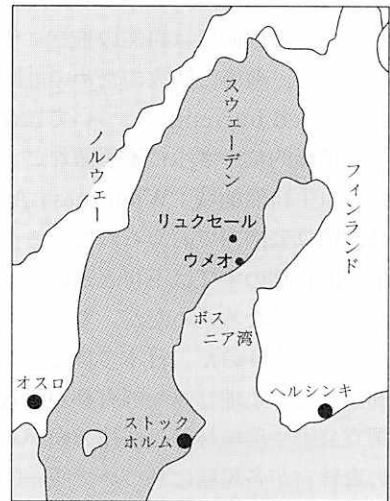 スウェーデン
ノルウェー
フィンランド
リュクセール
ウメオ
ボス
ニア湾
オスロ
ストック
ホルム
ヘルシンキ